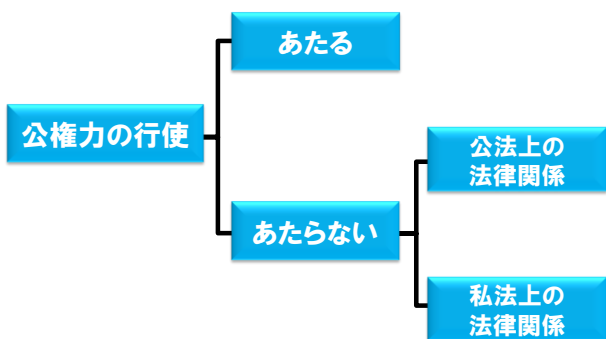 あたる
公権力の行使
公法上の
法律関係
あたらない
私法上の
法律関係